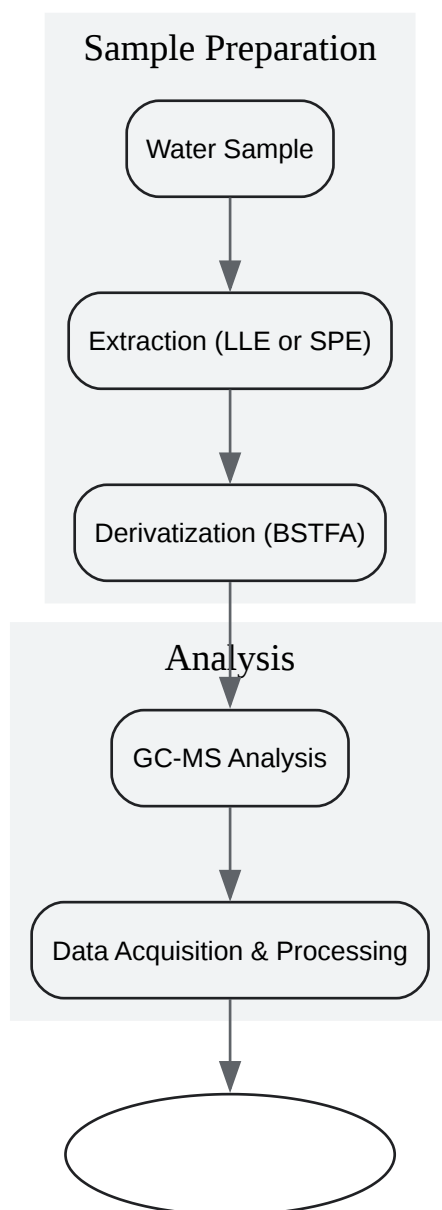 Sample Preparation
Water Sample
Extraction (LLE or SPE)
Derivatization (BSTFA)
Analysis
GC-MS Analysis
Data Acquisition & Processing